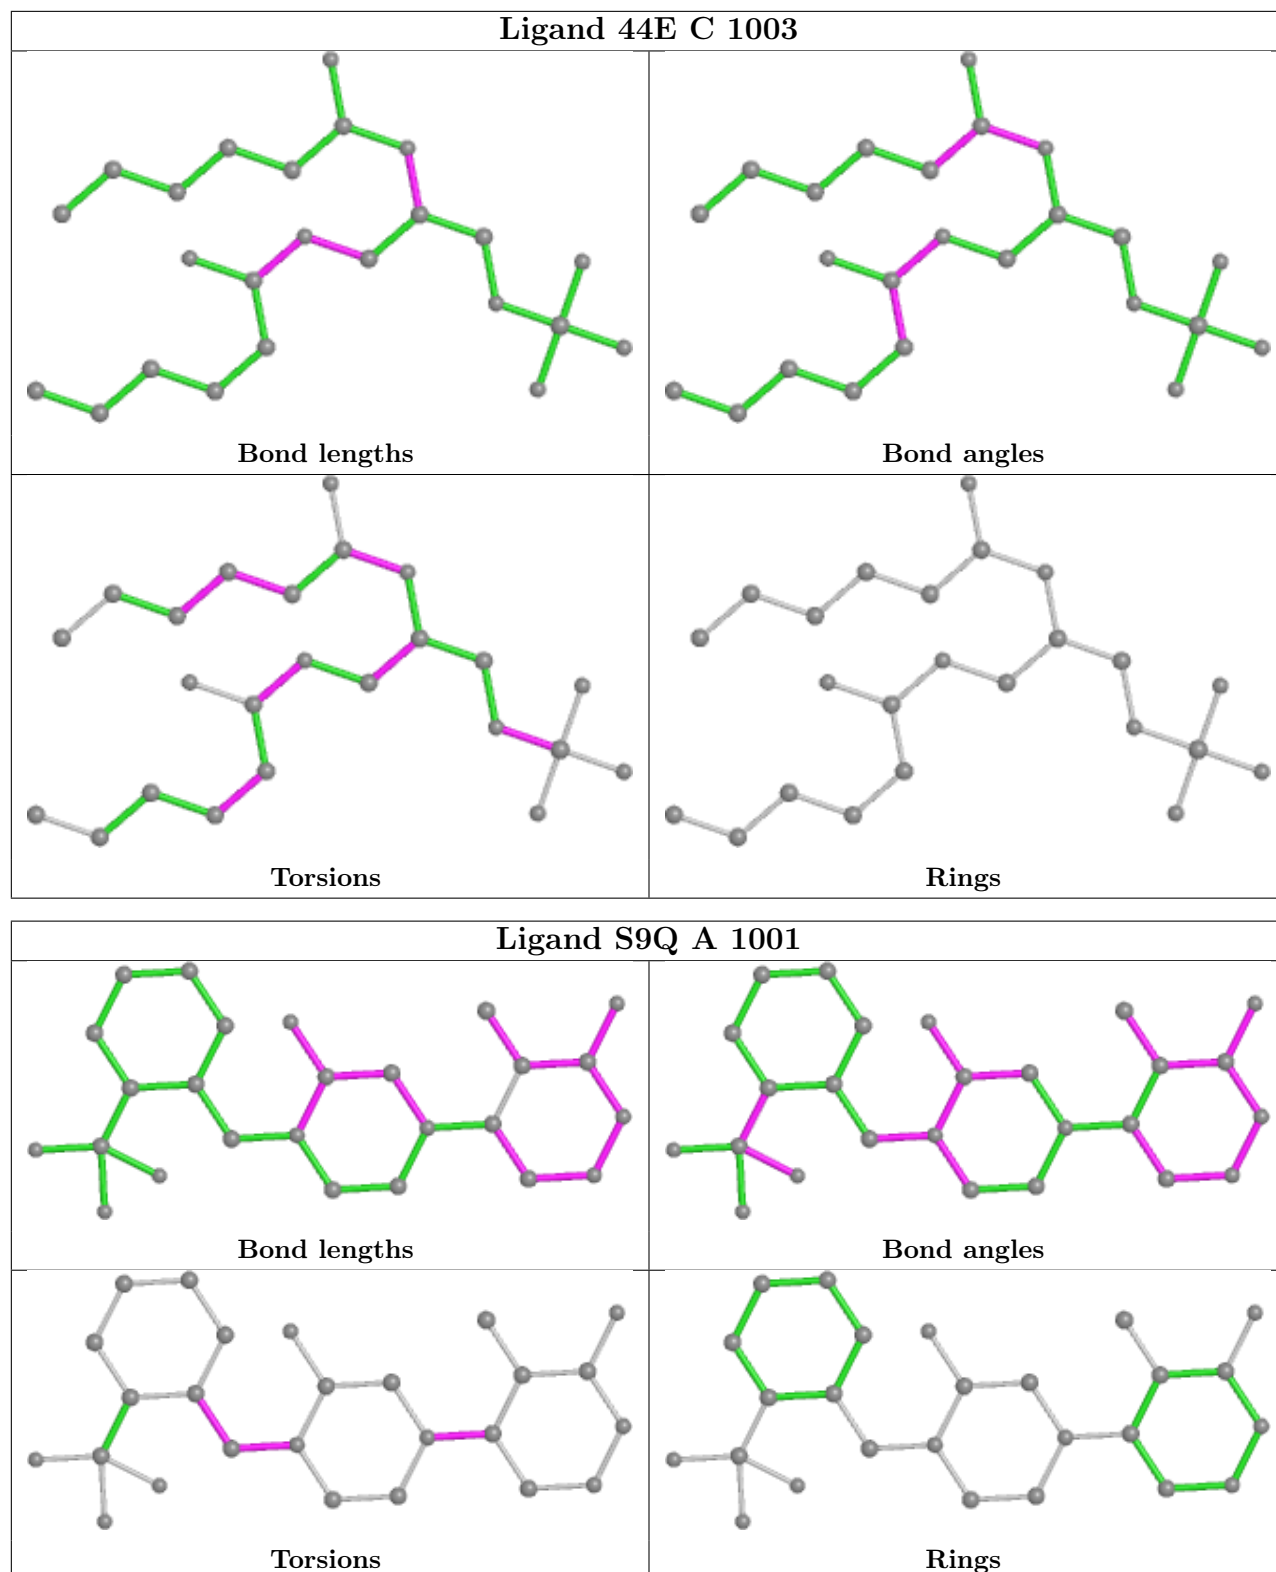 Ligand 44E C 1003
Bond lengths
Bond angles
Torsions
Rings
Ligand S9Q A 1001
Bond lengths
Bond angles
Torsions
Rings